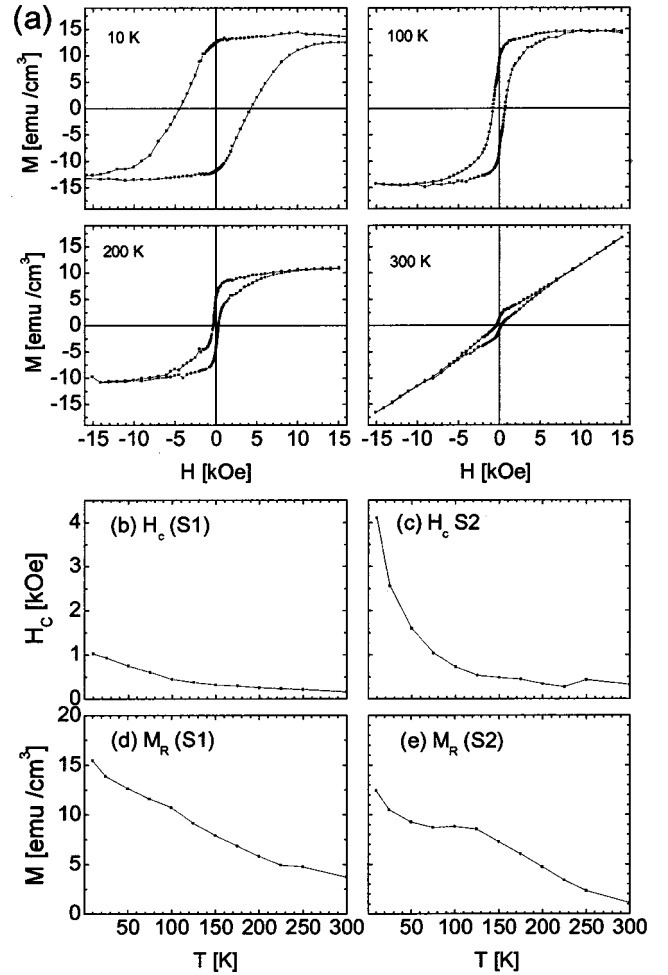 (a)
10 K
100 K
M [emu /cm³]
15
10
5
0
-5
-10
-15
200 K
300 K
M [emu /cm³]
15
10
5
0
-5
-10
-15
-15 -10 -5 0 5 10 15
-15 -10 -5 0 5 10 15
H [kOe]
H [kOe]
(b) Hc (S1)
(c) Hc S2
HC [kOe]
4
3
2
1
0
(d) MR (S1)
(e) MR (S2)
M [emu/cm³]
20
15
10
5
0
50 100 150 200 250
50 100 150 200 250 300
T [K]
T [K]